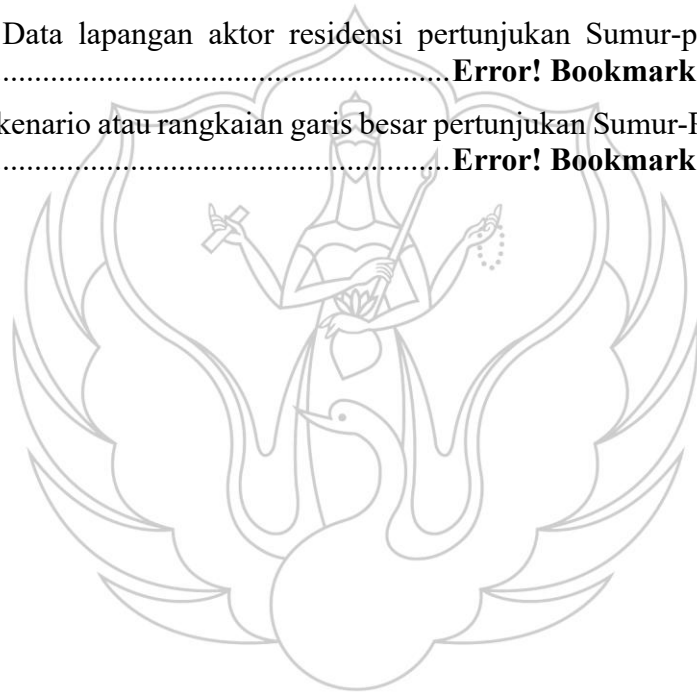 Data lapangan aktor residensi pertunjukan Sumur-p
........................................................Error! Bookmark
kenario atau rangkaian garis besar pertunjukan Sumur-
........................................................Error! Bookmark